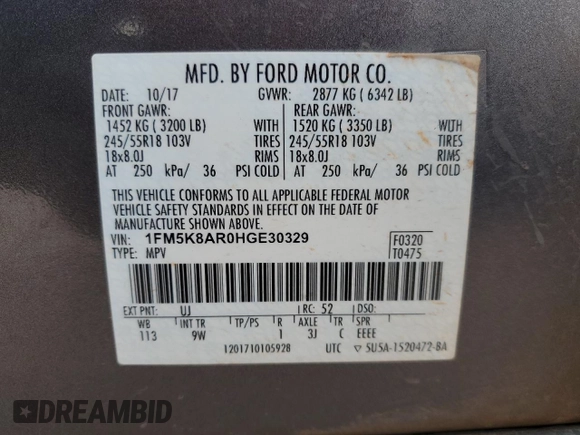 MFD. BY FORD MOTOR CO.
DATE: 10/17 GVWR: 2877 KG ( 6342 LB)
FRONT GAWR: REAR GAWR:
1452 KG ( 3200 LB) WITH 1520 KG ( 3350 LB) WITH
245/55R18 103V TIRES 245/55R18 103V TIRES
18x8.0J RIMS 18x8.0J RIMS
AT 250 kPa/ 36 PSI COLD AT 250 kPa/ 36 PSI COLD
THIS VEHICLE CONFORMS TO ALL APPLICABLE FEDERAL MOTOR
VEHICLE SAFETY STANDARDS IN EFFECT ON THE DATE OF
MANUFACTURE SHOWN ABOVE.
VIN: 1FM5K8AR0HGE30329 F0320
TYPE: MPV T0475
EXT PNT: UJ RC: 52 DSO:
WB INT TR TP/PS R AXLE TR SPR
113 9W 1 3J C EEEE
1201710105928 UTC ▽ 5U5A-1520472-BA
DREAMBID